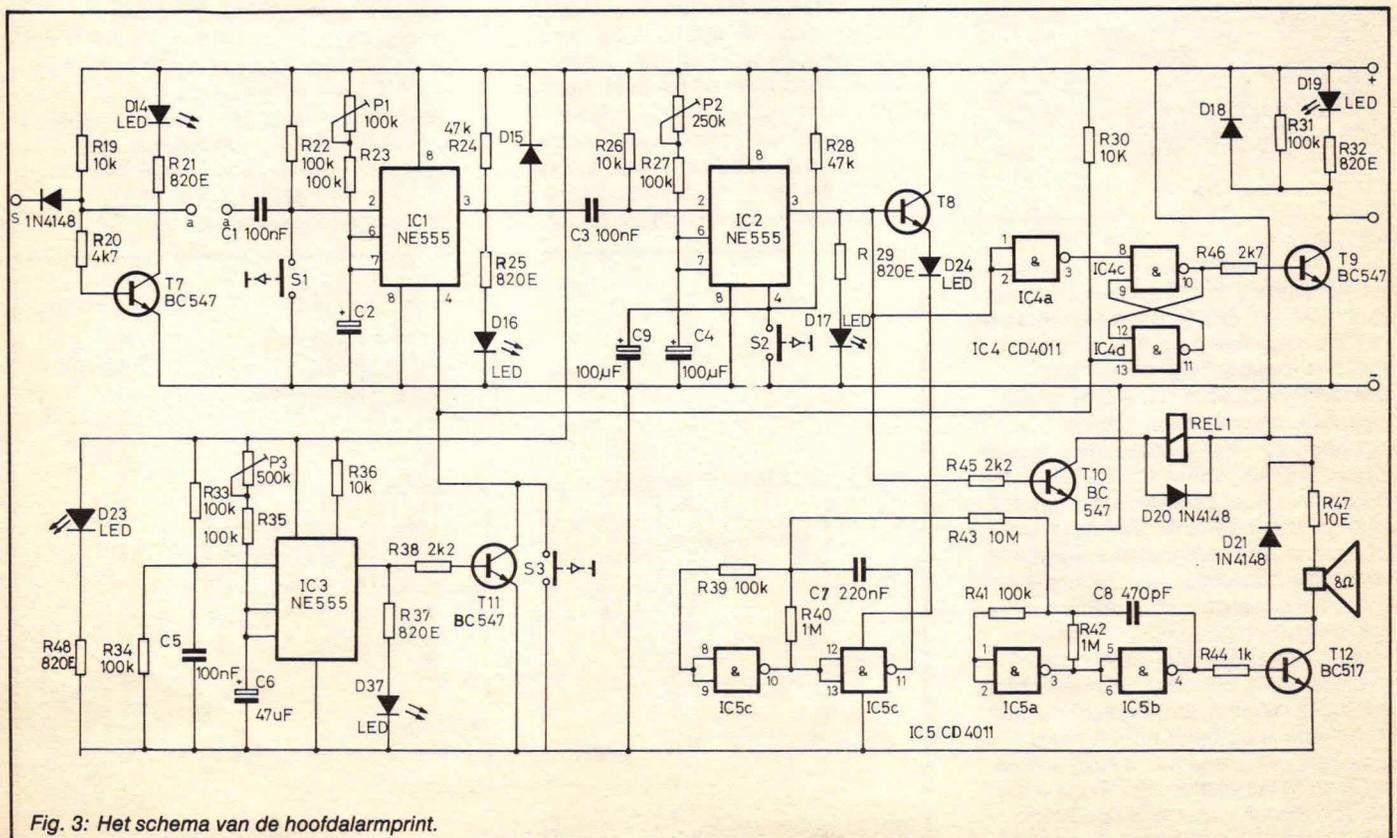 D14
LED
R19
10k
R21
820E
S
1N4148
R20
4k7
T7
BC547
a
a
C1 100nF
R22
100k
P1
100k
R23
100k
S1
C2
+
8
2
6
7
3
IC1
NE555
8
4
47k
R24
D15
R25
820E
D16
LED
C3 100nF
R26
10k
P2
250k
R27
100k
8
2
6
7
3
IC2
NE555
8
4
R28
47k
C9
+
100µF
C4
+
100µF
S2
R 29
820E
D17
LED
T8
D24
LED
1
2
&
3
IC4a
R30
10K
8
IC4c
9
&
10
12
IC4d
13
&
11
IC4 CD4011
R46 2k7
D18
R31
100k
D19
LED
R32
820E
T9
BC547
+
-
D23
LED
R48
820E
R33
100k
R34
100k
C5
100nF
P3
500k
R35
100k
C6
+
47uF
R36
10k
IC3
NE555
R38 2k2
R37
820E
D37
LED
T11
BC547
S3
R45 2k2
T10
BC
547
REL1
D20 1N4148
R43
10M
R39 100k
C7
220nF
R40
1M
8
9
&
10
IC5c
12
13
&
11
IC5c
R41 100k
C8 470pF
R42
1M
1
2
&
3
IC5a
5
6
&
4
IC5b
IC5 CD4011
R44 1k
D21
1N4148
R47
10E
8Ω
T12
BC517
Fig. 3: Het schema van de hoofdalarmprint.